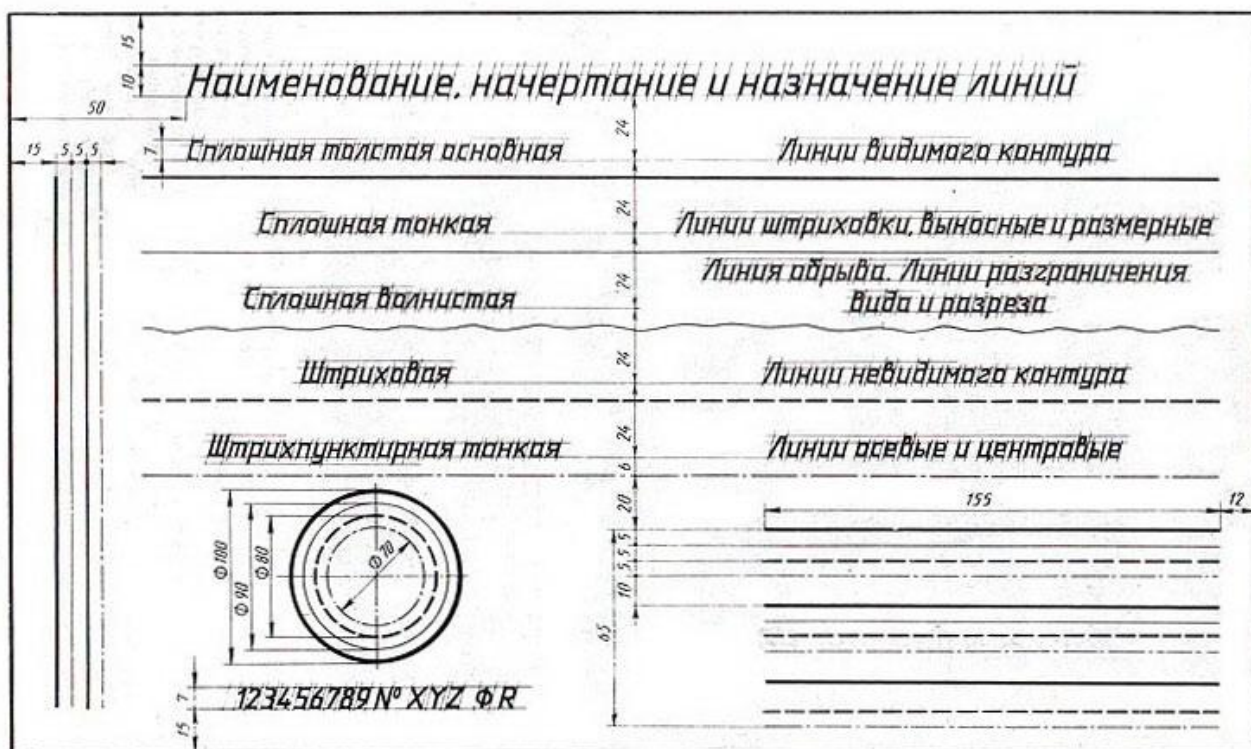 15
10
Наименование, начертание и назначение линий
50
24
15 5 5 5
7
Сплошная толстая основная
Линии видимого контура
24
Сплошная тонкая
Линии штриховки, выносные и размерные
24
Линия обрыва. Линии разграничения
вида и разреза
Сплошная волнистая
24
Штриховая
Линии невидимого контура
24
Штрихпунктирная тонкая
Линии осевые и центровые
6
20
155
12
Ф100
Ф90
Ф80
Ф70
5 5 5
10
65
7
123456789 № XYZ Ф R
15